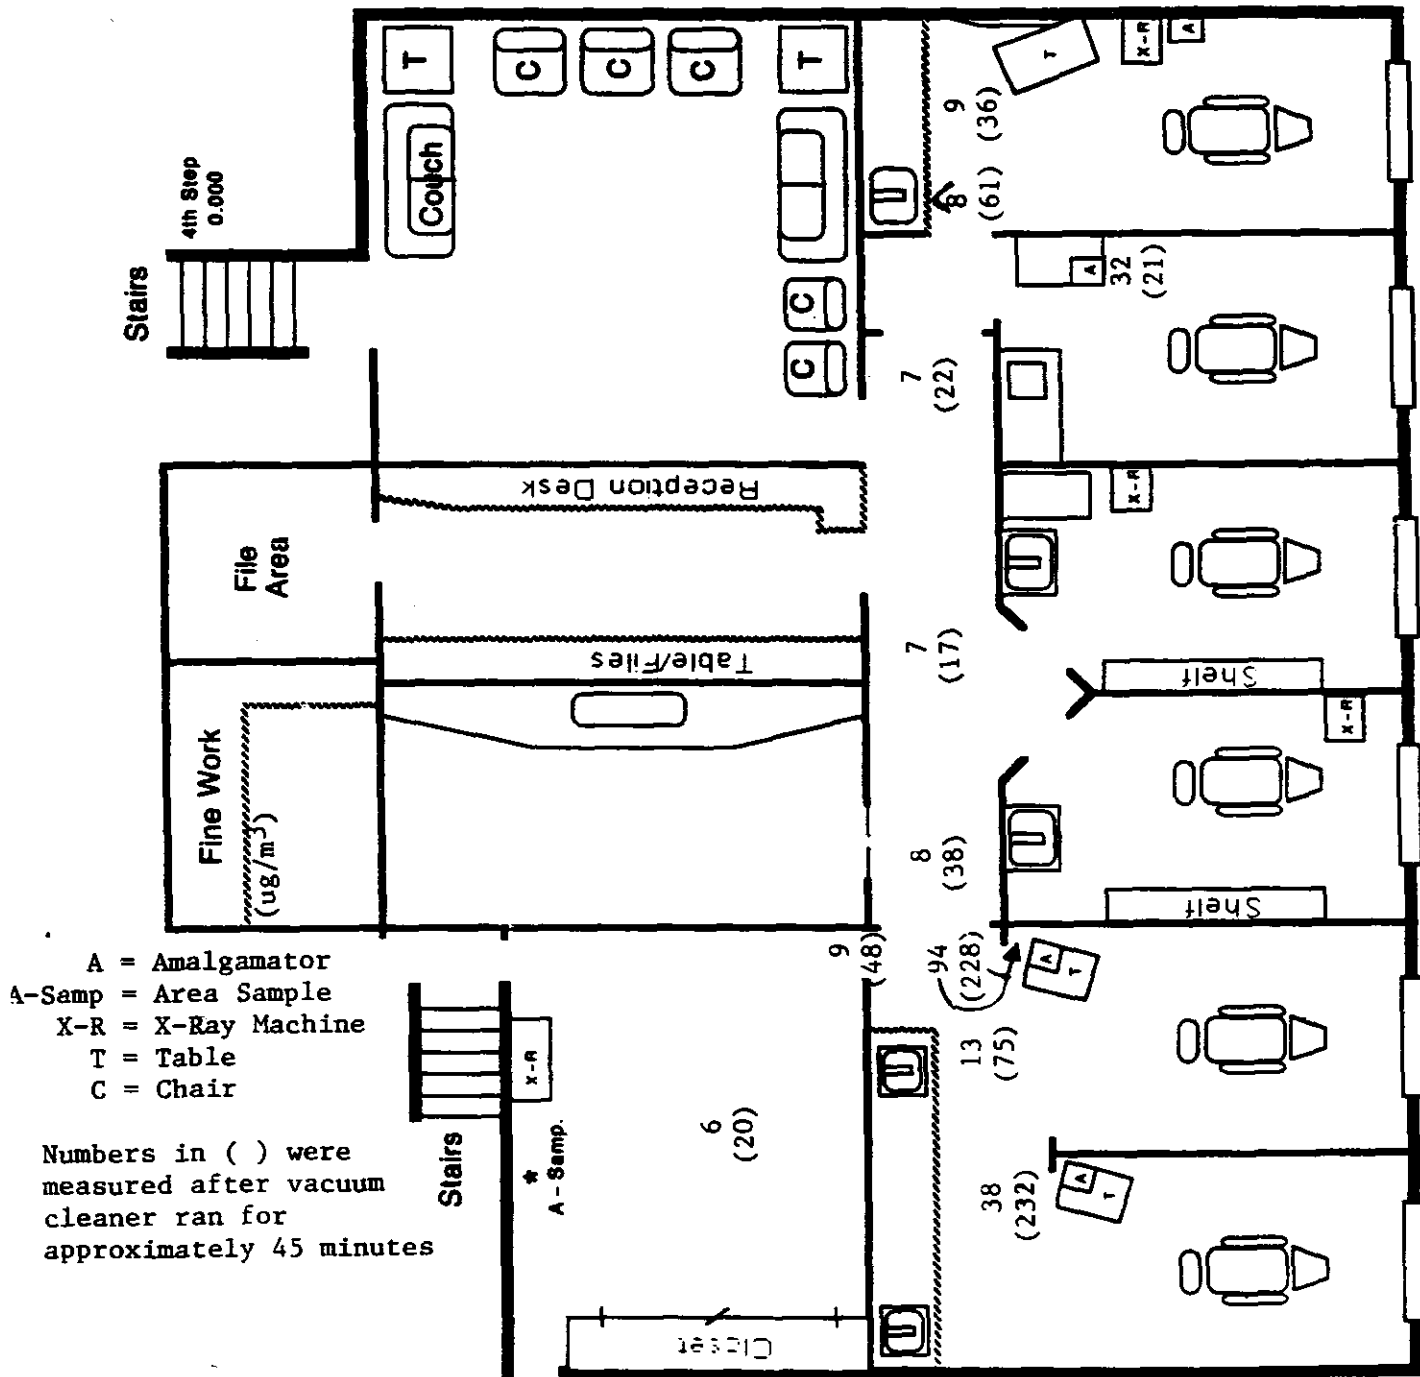 4th Step
0.000
Stairs
T
C
C
C
T
Couch
C
C
T
X-R
A
9
(36)
8
(61)
A
32
(21)
7
(22)
Reception Desk
File
Area
X-R
Table/Files
7
(17)
Shelf
X-R
Fine Work
(ug/m³)
8
(38)
Shelf
9
(48)
94
(228)
A
T
13
(75)
A = Amalgamator
A-Samp = Area Sample
X-R = X-Ray Machine
T = Table
C = Chair
Numbers in ( ) were
measured after vacuum
cleaner ran for
approximately 45 minutes
Stairs
X-R
*
A - Samp.
6
(20)
38
(232)
A
T
Closet